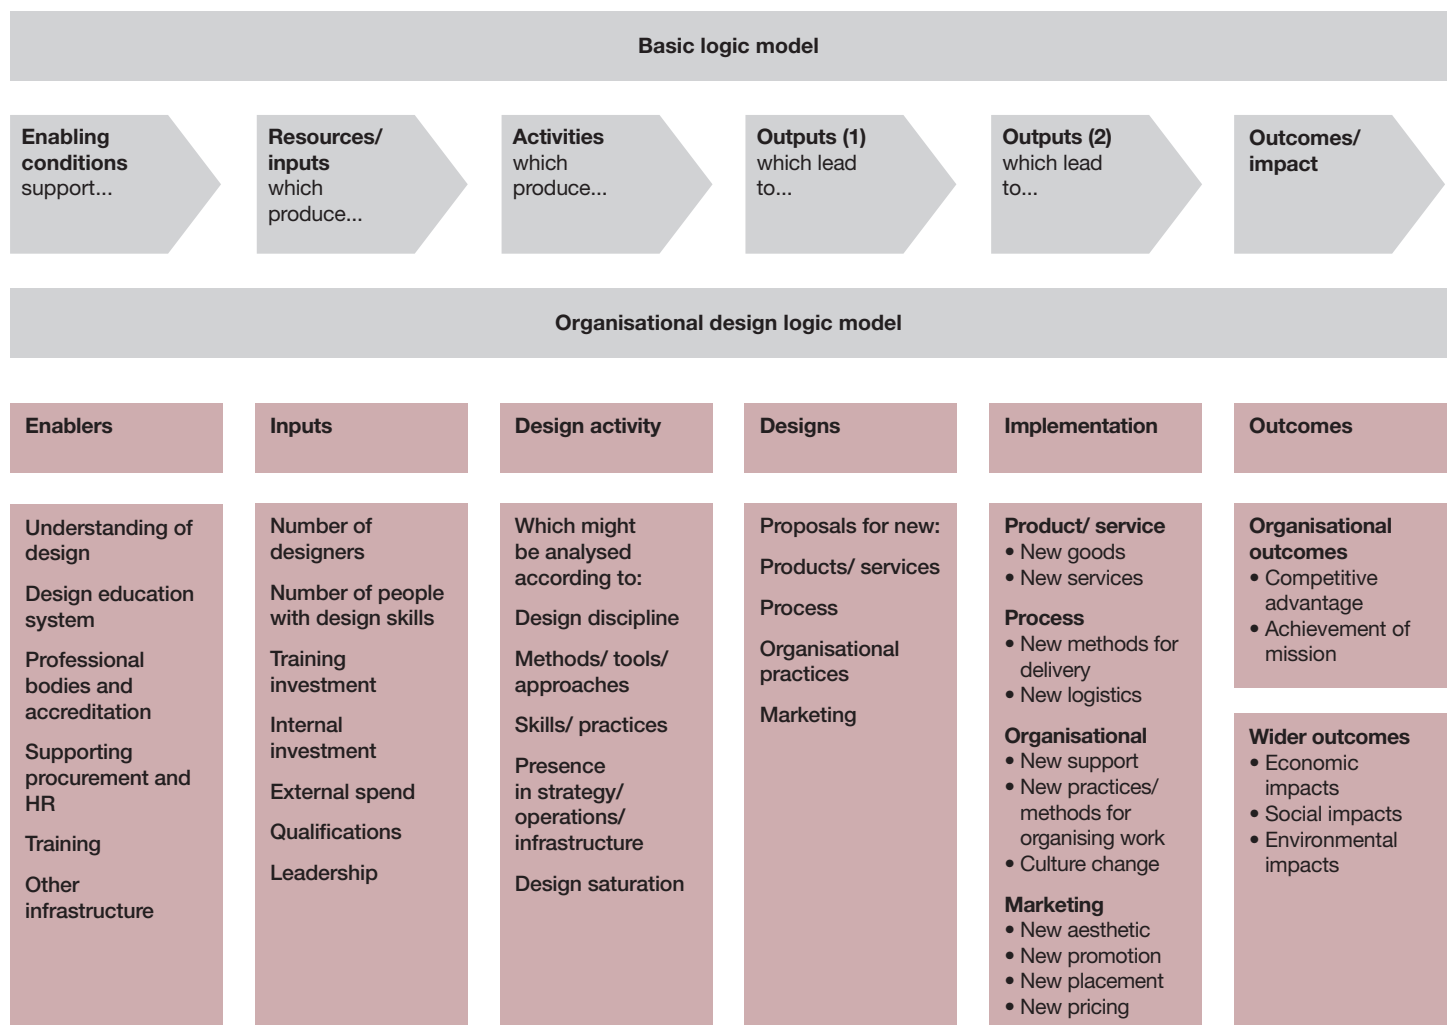 Basic logic model
Enabling
conditions
support...
Resources/
inputs
which
produce...
Activities
which
produce...
Outputs (1)
which lead
to...
Outputs (2)
which lead
to...
Outcomes/
impact
Organisational design logic model
Enablers
Inputs
Design activity
Designs
Implementation
Outcomes
Understanding of
design
Design education
system
Professional
bodies and
accreditation
Supporting
procurement and
HR
Training
Other
infrastructure
Number of
designers
Number of people
with design skills
Training
investment
Internal
investment
External spend
Qualifications
Leadership
Which might
be analysed
according to:
Design discipline
Methods/ tools/
approaches
Skills/ practices
Presence
in strategy/
operations/
infrastructure
Design saturation
Proposals for new:
Products/ services
Process
Organisational
practices
Marketing
Product/ service
• New goods
• New services
Process
• New methods for
delivery
• New logistics
Organisational
• New support
• New practices/
methods for
organising work
• Culture change
Marketing
• New aesthetic
• New promotion
• New placement
• New pricing
Organisational
outcomes
• Competitive
advantage
• Achievement of
mission
Wider outcomes
• Economic
impacts
• Social impacts
• Environmental
impacts